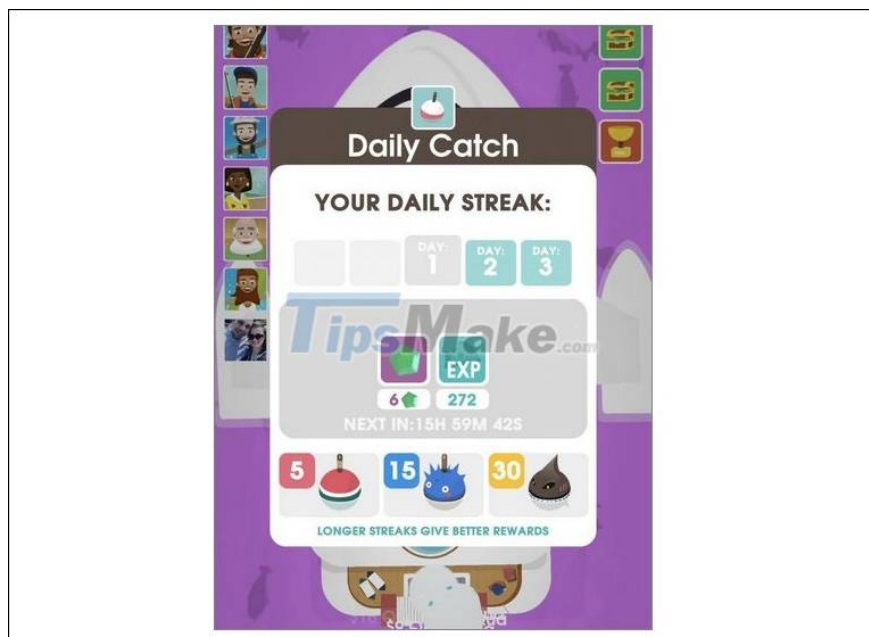 Daily Catch
YOUR DAILY STREAK:
DAY: DAY: DAY:
1 2 3
TipsMake.com
EXP
6 272
NEXT IN:15H 59M 42S
5 15 30
LONGER STREAKS GIVE BETTER REWARDS